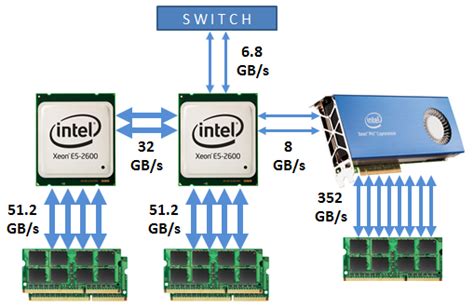 SWITCH
6.8
GB/s
intel
Xeon E5-2600
32
GB/s
intel
Xeon E5-2600
8
GB/s
intel
Xeon Phi™ Coprocessor
51.2
GB/s
51.2
GB/s
352
GB/s